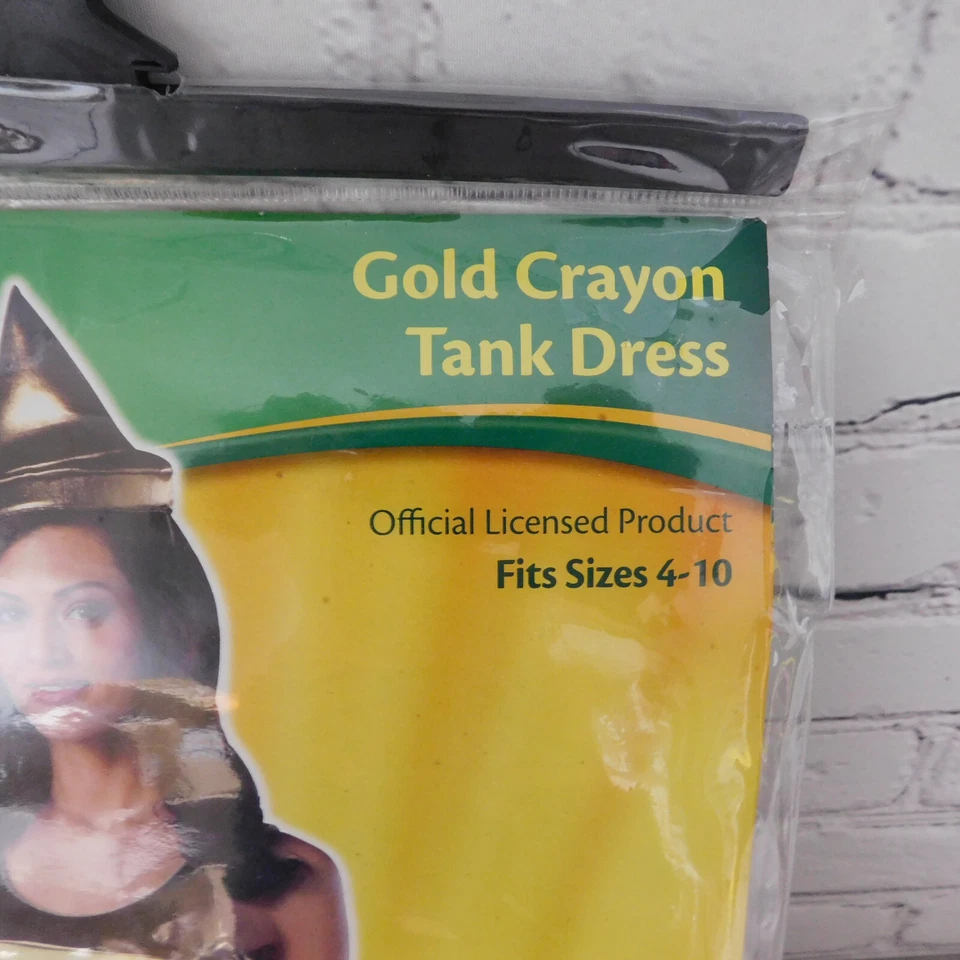 Gold Crayon
Tank Dress
Official Licensed Product
Fits Sizes 4-10